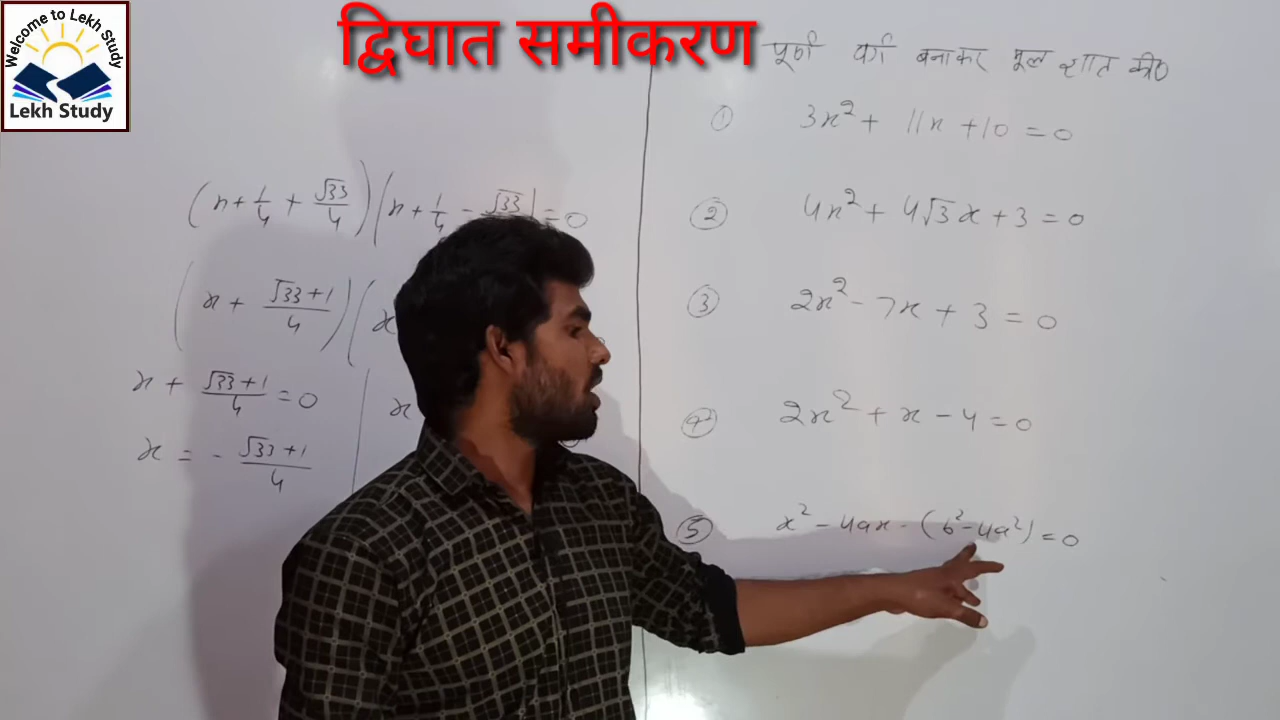 Welcome to Lekh Study
Lekh Study
द्विघात समीकरण
पूर्ण वर्ग बनाकर मूल ज्ञात की०
① 3x² + 11x + 10 = 0
② 4x² + 4√3x + 3 = 0
③ 2x² - 7x + 3 = 0
④ 2x² + x - 4 = 0
⑤ x² - 4ax - (b² - 4a²) = 0
(x + 1/4 + √33/4) (x + 1/4 - √33
= 0
(x + √33 + 1/4) (x
x + √33 + 1/4 = 0
x
x = - √33 + 1/4